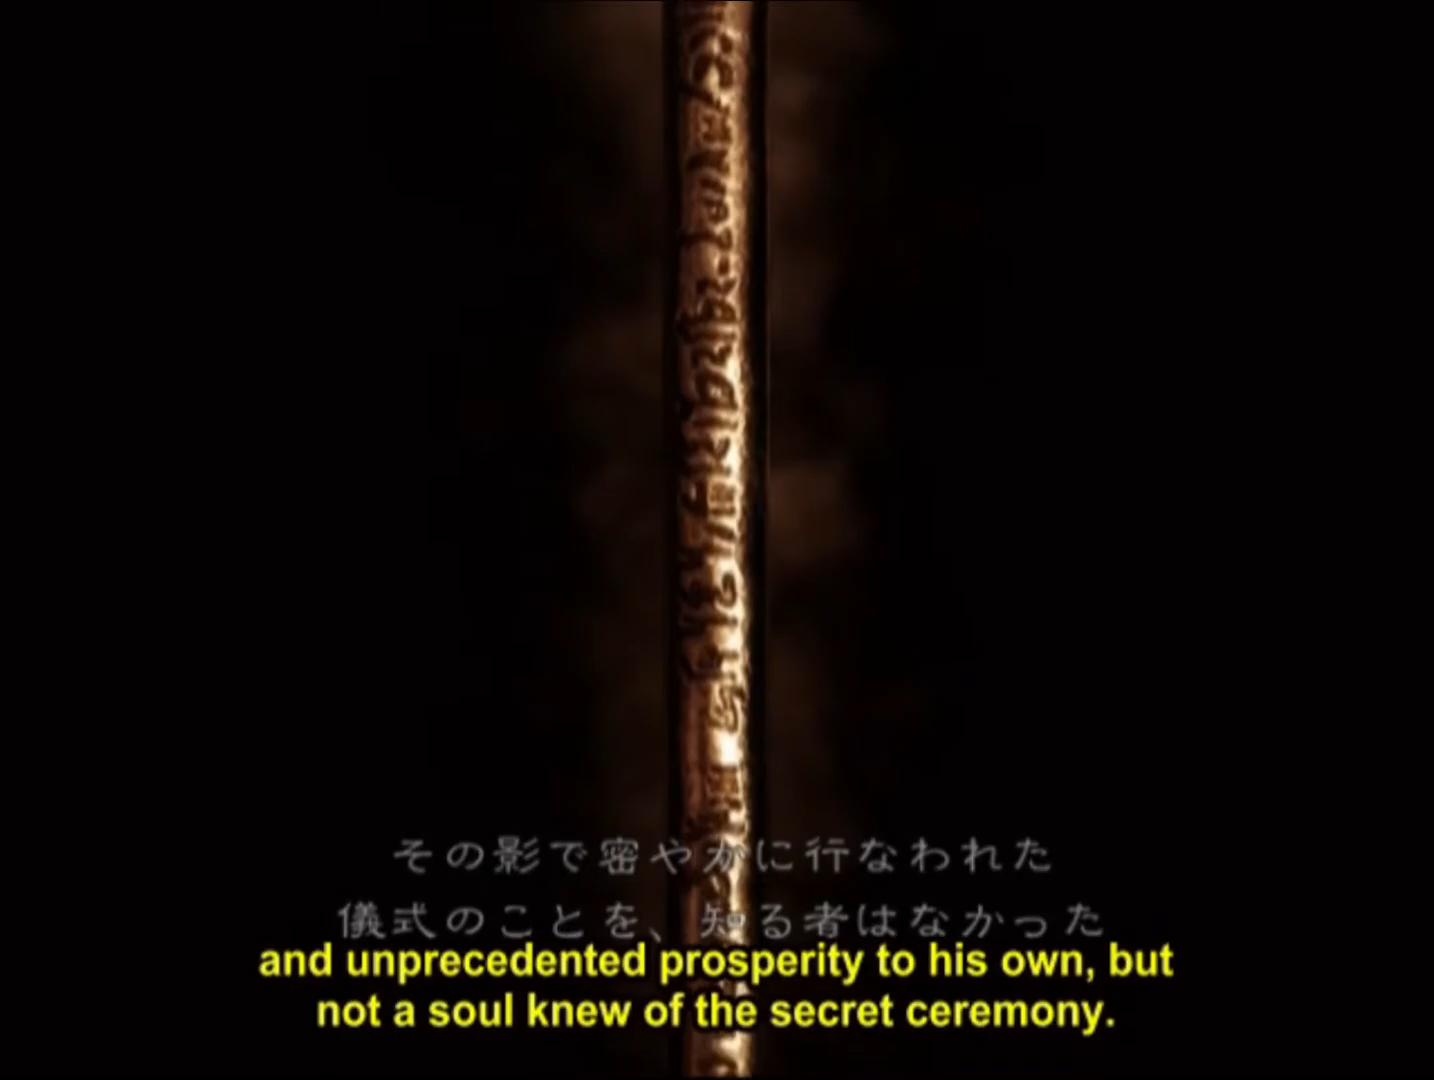 その影で密やかに行なわれた
儀式のことを、知る者はなかった
and unprecedented prosperity to his own, but
not a soul knew of the secret ceremony.